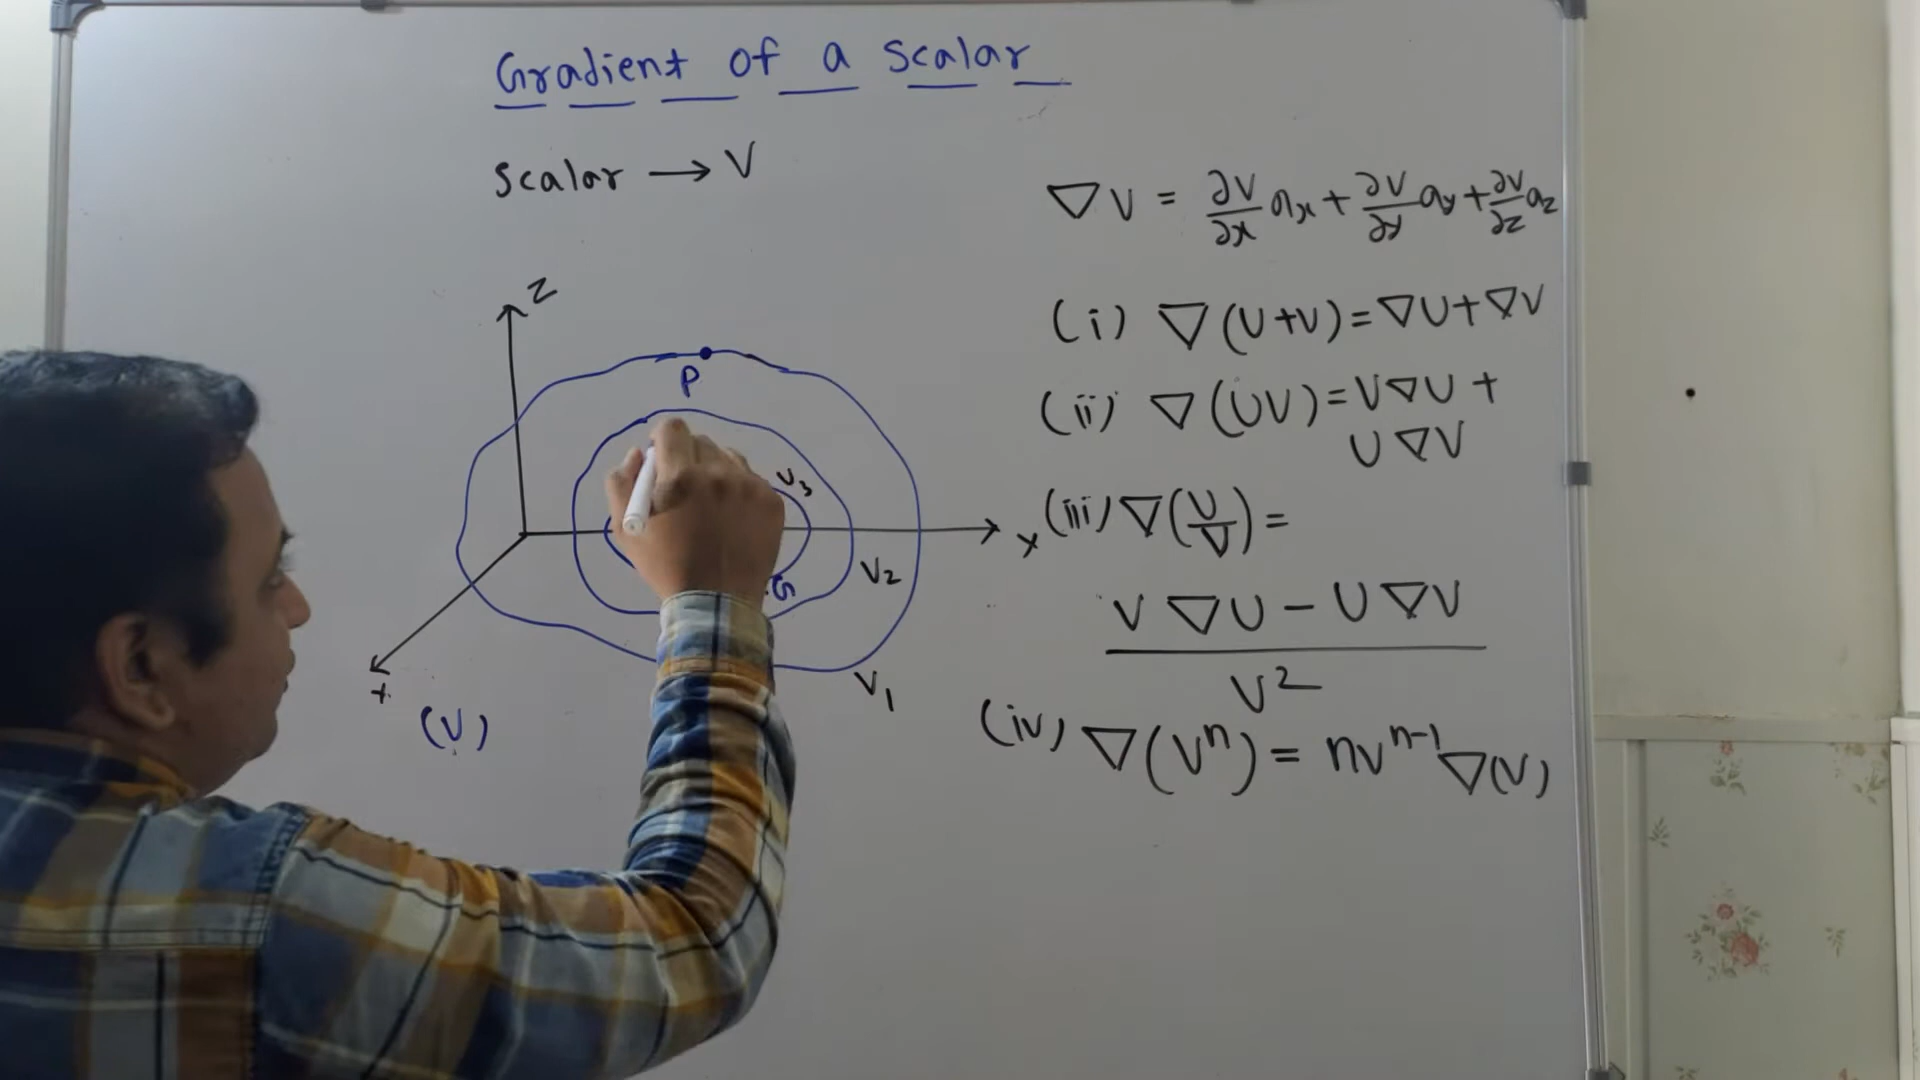 Gradient of a scalar
Scalar → V
∇V = ∂V/∂x ax + ∂V/∂y ay + ∂V/∂z az
Z
P
(i) ∇(U+V)=∇U+∇V
(ii) ∇(UV)=V∇U +
U∇V
V3
X
(iii) ∇(U/V)=
V2
G
V∇U - U∇V
V²
V1
(V)
(iv) ∇(Vⁿ) = nVⁿ⁻¹∇(V)